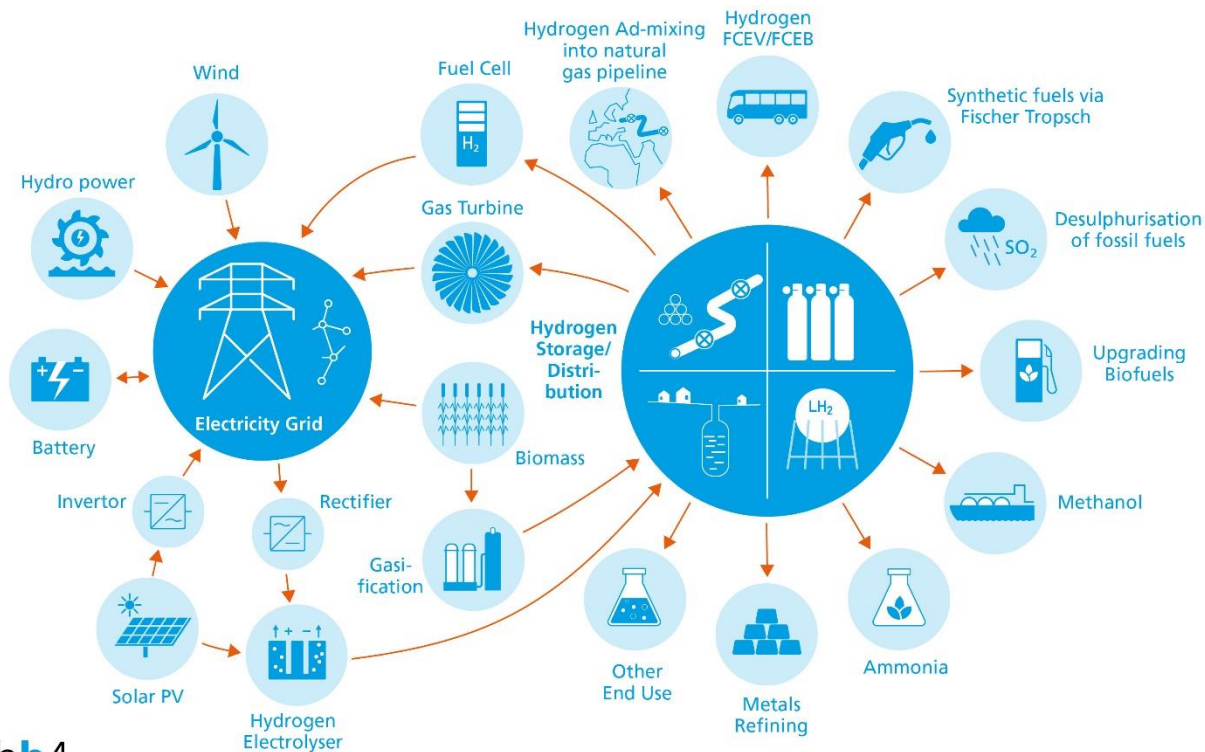 Wind
Hydro power
Battery
+ -
Electricity Grid
Invertor
Rectifier
Solar PV
+ -
Hydrogen
Electrolyser
Fuel Cell
H₂
Gas Turbine
Biomass
Gasi-
fication
Hydrogen
Storage/
Distri-
bution
LH₂
Hydrogen Ad-mixing
into natural
gas pipeline
Hydrogen
FCEV/FCEB
Synthetic fuels via
Fischer Tropsch
Desulphurisation
of fossil fuels
SO₂
Upgrading
Biofuels
Methanol
Ammonia
Metals
Refining
Other
End Use